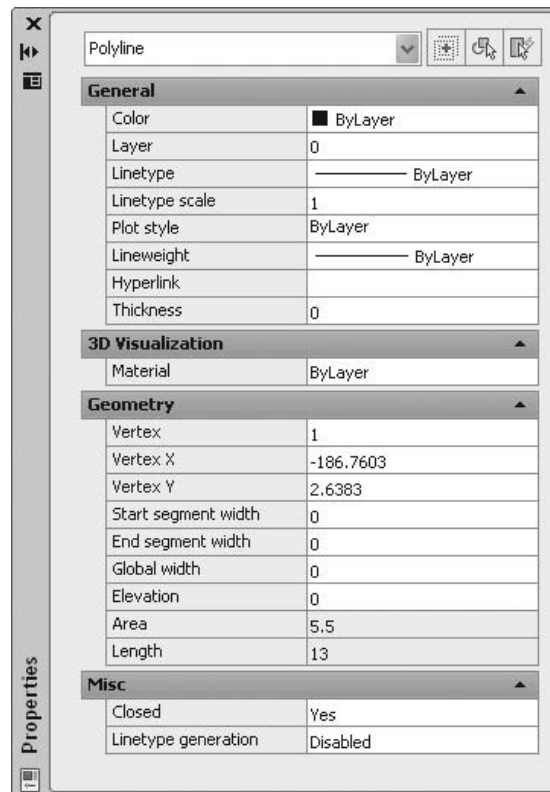 Polyline
General
Color ByLayer
Layer 0
Linetype ByLayer
Linetype scale 1
Plot style ByLayer
Lineweight ByLayer
Hyperlink
Thickness 0
3D Visualization
Material ByLayer
Geometry
Vertex 1
Vertex X -186.7603
Vertex Y 2.6383
Start segment width 0
End segment width 0
Global width 0
Elevation 0
Area 5.5
Length 13
Misc
Closed Yes
Linetype generation Disabled
Properties